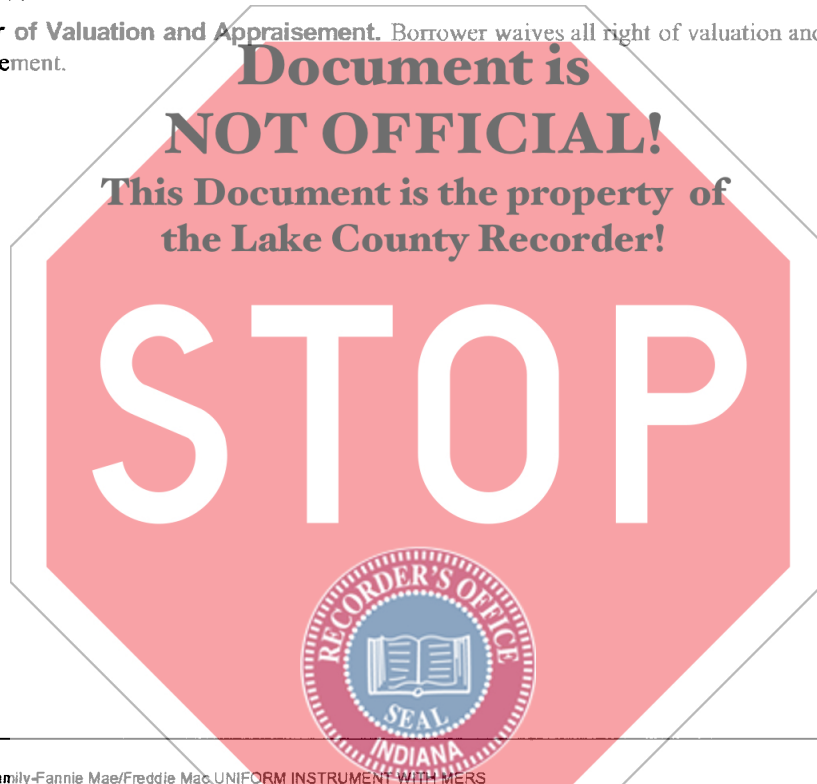 r of Valuation and Appraisement. Borrower waives all right of valuation and
ement.
Document is
NOT OFFICIAL!
This Document is the property of
the Lake County Recorder!
STOP
RECORDER'S OFFICE
SEAL
INDIANA
amily-Fannie Mae/Freddie Mac UNIFORM INSTRUMENT WITH MERS